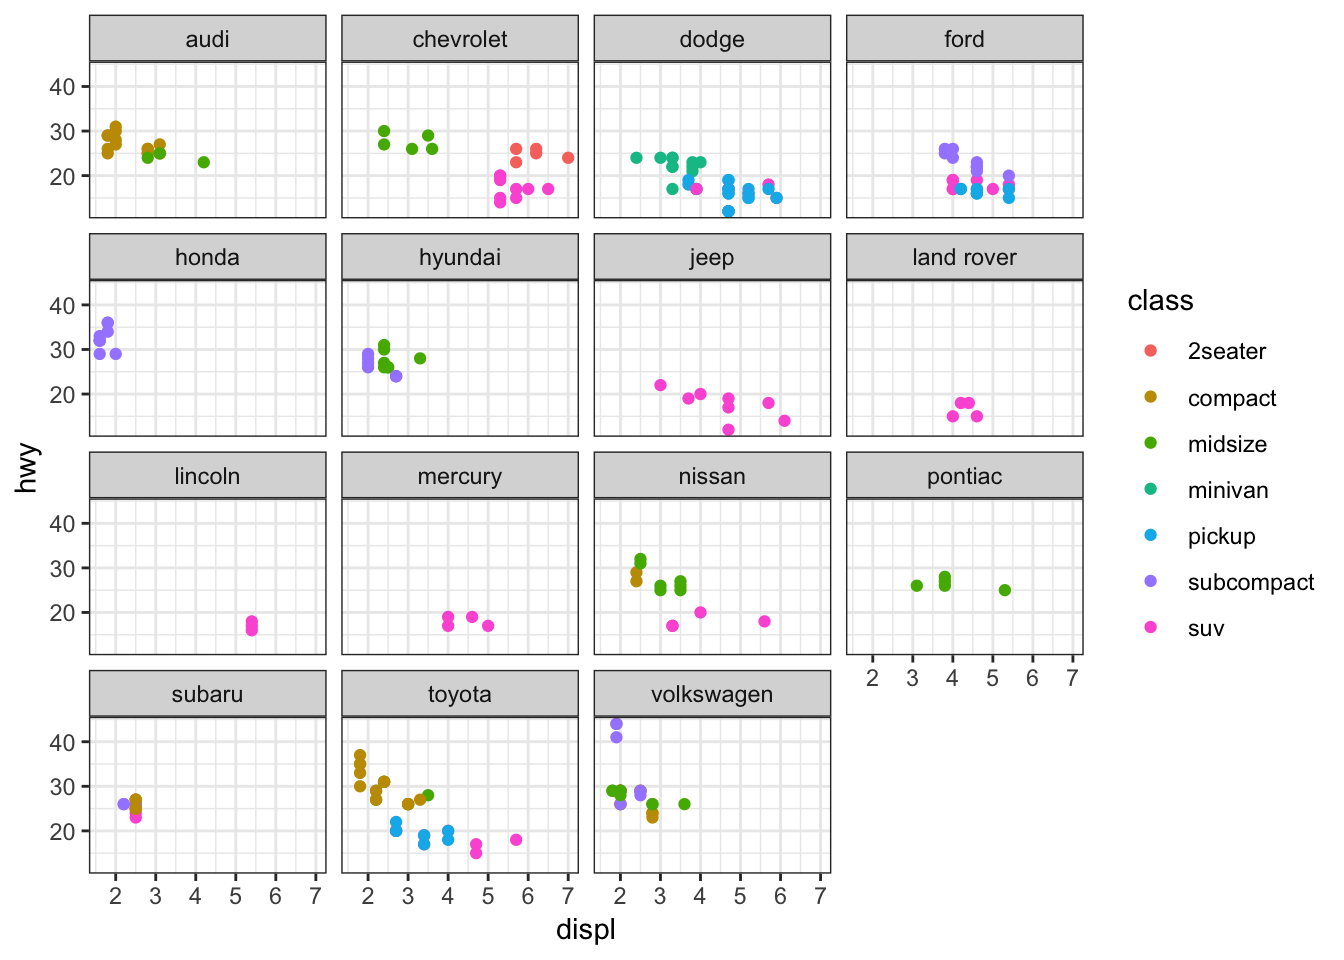 audi chevrolet dodge ford
40
30
20
honda hyundai jeep land rover
40
30
20
lincoln mercury nissan pontiac
40
30
20
2 3 4 5 6 7
subaru toyota volkswagen
40
30
20
2 3 4 5 6 7 2 3 4 5 6 7 2 3 4 5 6 7
displ
hwy
class
2seater
compact
midsize
minivan
pickup
subcompact
suv